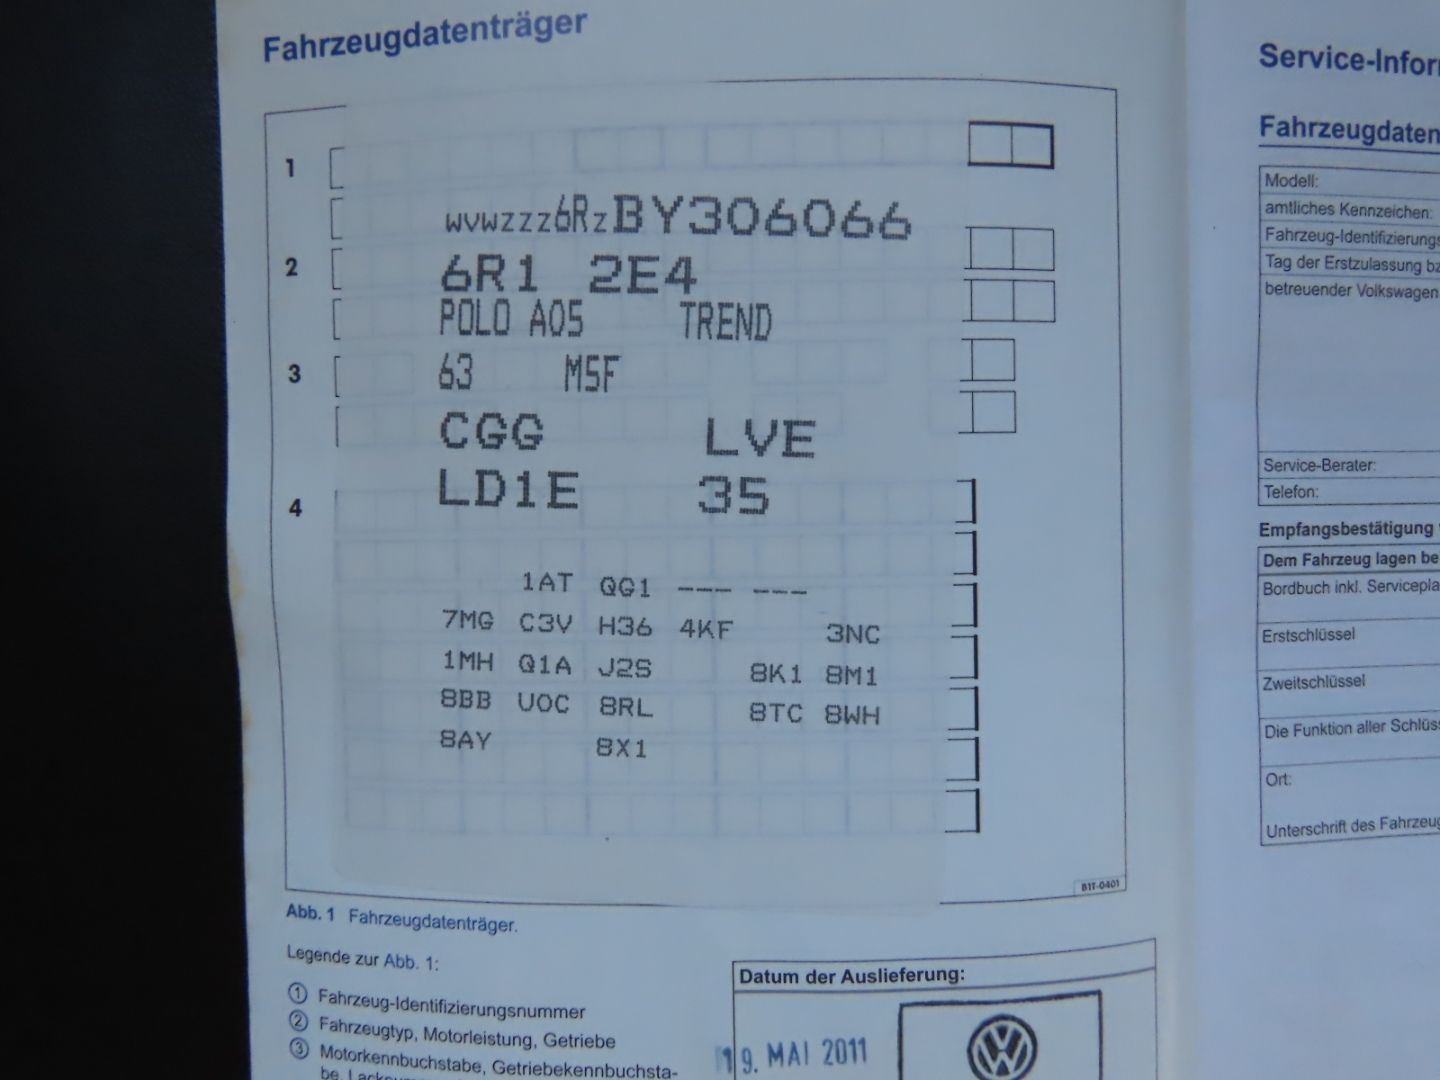 Fahrzeugdatenträger
1
wvwzzz6RzBY306066
2
6R1 2E4
POLO A05 TREND
3
63 M5F
CGG LVE
4
LD1E 35
1AT QG1 --- ---
7MG C3V H36 4KF 3NC
1MH Q1A J2S 8K1 8M1
8BB U0C 8RL 8TC 8WH
8AY 8X1
B1T-0401
Abb. 1 Fahrzeugdatenträger.
Legende zur Abb. 1:
① Fahrzeug-Identifizierungsnummer
② Fahrzeugtyp, Motorleistung, Getriebe
③ Motorkennbuchstabe, Getriebekennbuchsta-
Datum der Auslieferung:
19. MAI 2011
Service-Infor
Fahrzeugdaten
Modell:
amtliches Kennzeichen:
Fahrzeug-Identifizierungs
Tag der Erstzulassung bz
betreuender Volkswagen
Service-Berater:
Telefon:
Empfangsbestätigung
Dem Fahrzeug lagen be
Bordbuch inkl. Servicepla
Erstschlüssel
Zweitschlüssel
Die Funktion aller Schlüs
Ort:
Unterschrift des Fahrzeug